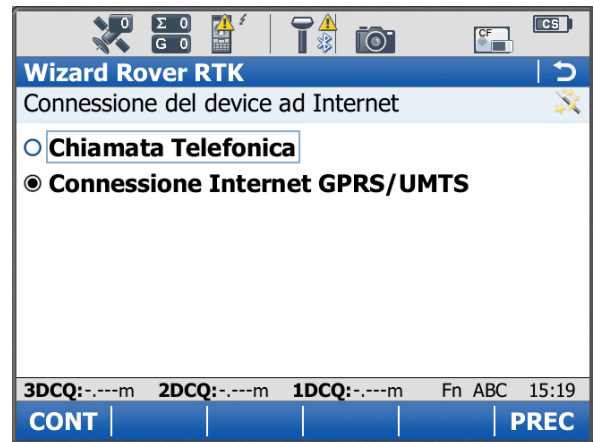 0 Σ 0 CF CS
G 0
Wizard Rover RTK
Connessione del device ad Internet
Chiamata Telefonica
Connessione Internet GPRS/UMTS
3DCQ:-.---m 2DCQ:-.---m 1DCQ:-.---m Fn ABC 15:19
CONT PREC